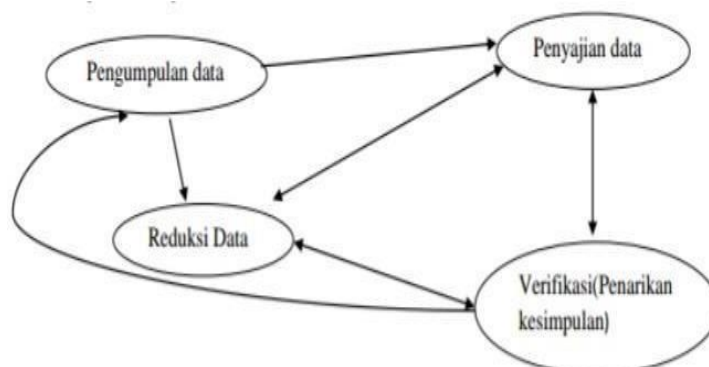 Pengumpulan data
Penyajian data
Reduksi Data
Verifikasi(Penarikan
kesimpulan)